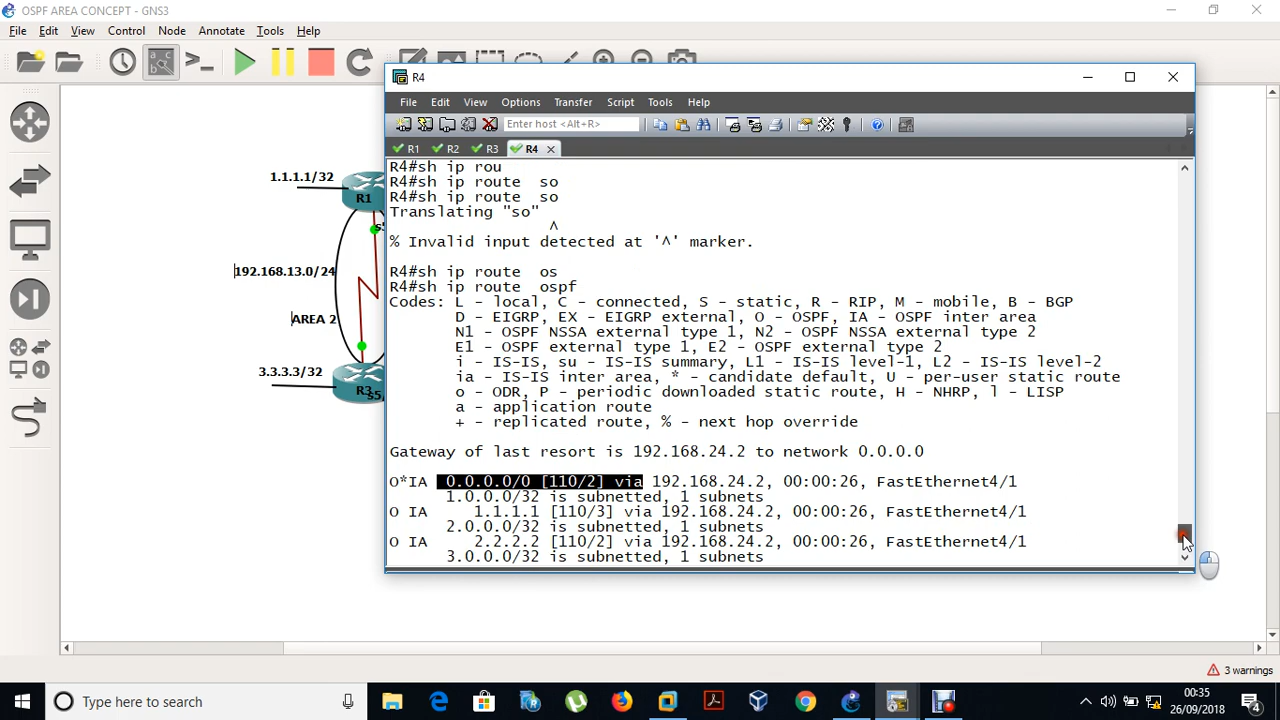 OSPF AREA CONCEPT - GNS3
File Edit View Control Node Annotate Tools Help
R4
File Edit View Options Transfer Script Tools Help
Enter host <Alt+R>
R1 R2 R3 R4
R4#sh ip rou
R4#sh ip route  so
R4#sh ip route  so
Translating "so"
^
% Invalid input detected at '^' marker.
R4#sh ip route  os
R4#sh ip route  ospf
Codes: L - local, C - connected, S - static, R - RIP, M - mobile, B - BGP
D - EIGRP, EX - EIGRP external, O - OSPF, IA - OSPF inter area
N1 - OSPF NSSA external type 1, N2 - OSPF NSSA external type 2
E1 - OSPF external type 1, E2 - OSPF external type 2
i - IS-IS, su - IS-IS summary, L1 - IS-IS level-1, L2 - IS-IS level-2
ia - IS-IS inter area, * - candidate default, U - per-user static route
o - ODR, P - periodic downloaded static route, H - NHRP, l - LISP
a - application route
+ - replicated route, % - next hop override
Gateway of last resort is 192.168.24.2 to network 0.0.0.0
O*IA  0.0.0.0/0 [110/2] via 192.168.24.2, 00:00:26, FastEthernet4/1
1.0.0.0/32 is subnetted, 1 subnets
O IA     1.1.1.1 [110/3] via 192.168.24.2, 00:00:26, FastEthernet4/1
2.0.0.0/32 is subnetted, 1 subnets
O IA     2.2.2.2 [110/2] via 192.168.24.2, 00:00:26, FastEthernet4/1
3.0.0.0/32 is subnetted, 1 subnets
1.1.1.1/32
R1
192.168.13.0/24
AREA 2
3.3.3.3/32
R3
3 warnings
Type here to search
00:35
26/09/2018
4